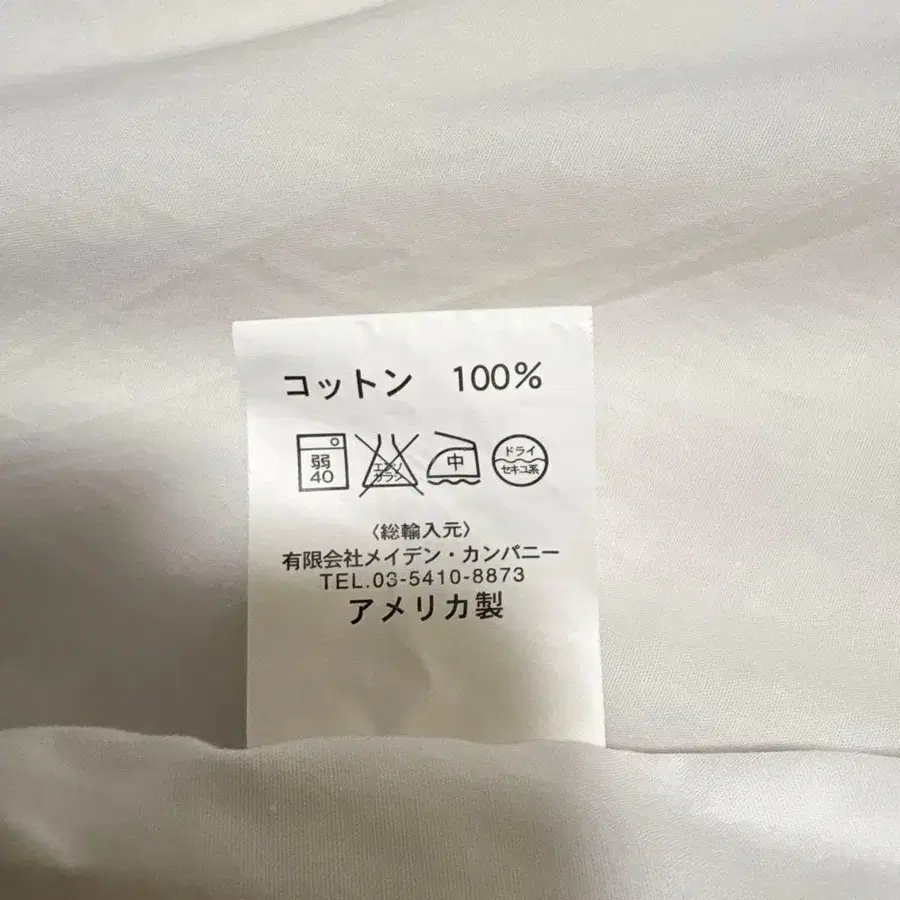 コットン 100%
弱 40 エンソ サラシ 中 ドライ セキユ系
〈総輸入元〉
有限会社メイデン・カンパニー
TEL.03-5410-8873
アメリカ製